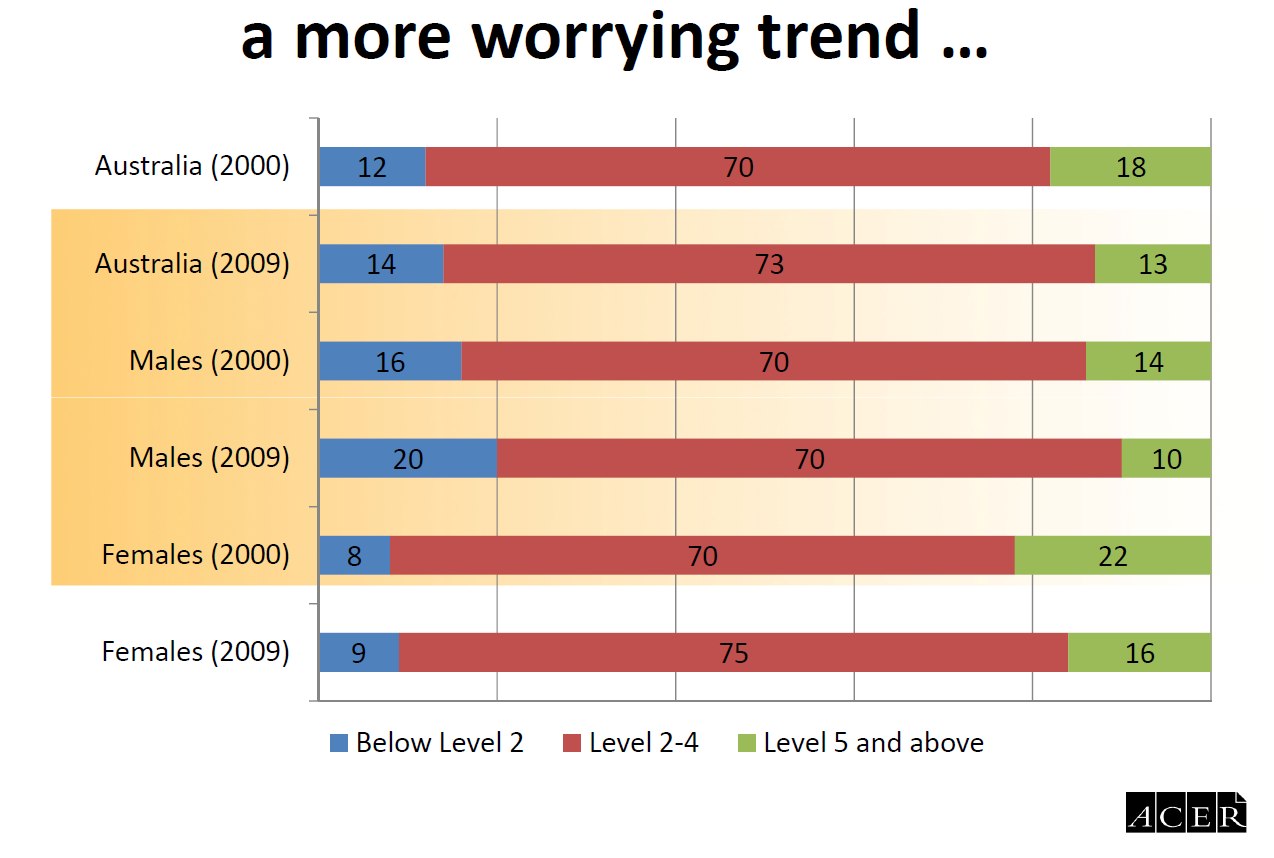 a more worrying trend ...
Australia (2000) 12 70 18
Australia (2009) 14 73 13
Males (2000) 16 70 14
Males (2009) 20 70 10
Females (2000) 8 70 22
Females (2009) 9 75 16
Below Level 2 Level 2-4 Level 5 and above
ACER